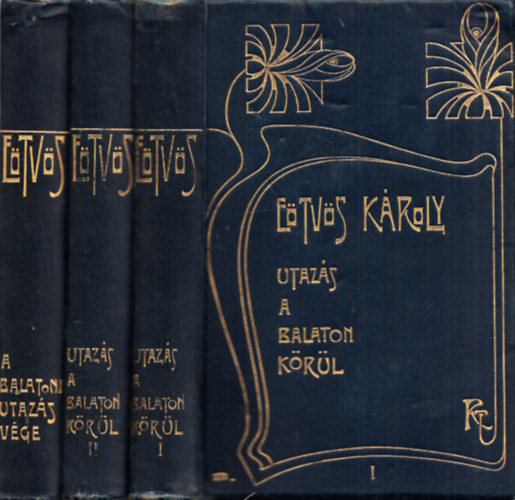 EÖTVÖS
A
BALATONI
UTAZÁS
VÉGE
EÖTVÖS
UTAZÁS
A
BALATON
KÖRÜL
II
EÖTVÖS
UTAZÁS
A
BALATON
KÖRÜL
I
EÖTVÖS KÁROLY
UTAZÁS
A
BALATON
KÖRÜL
I